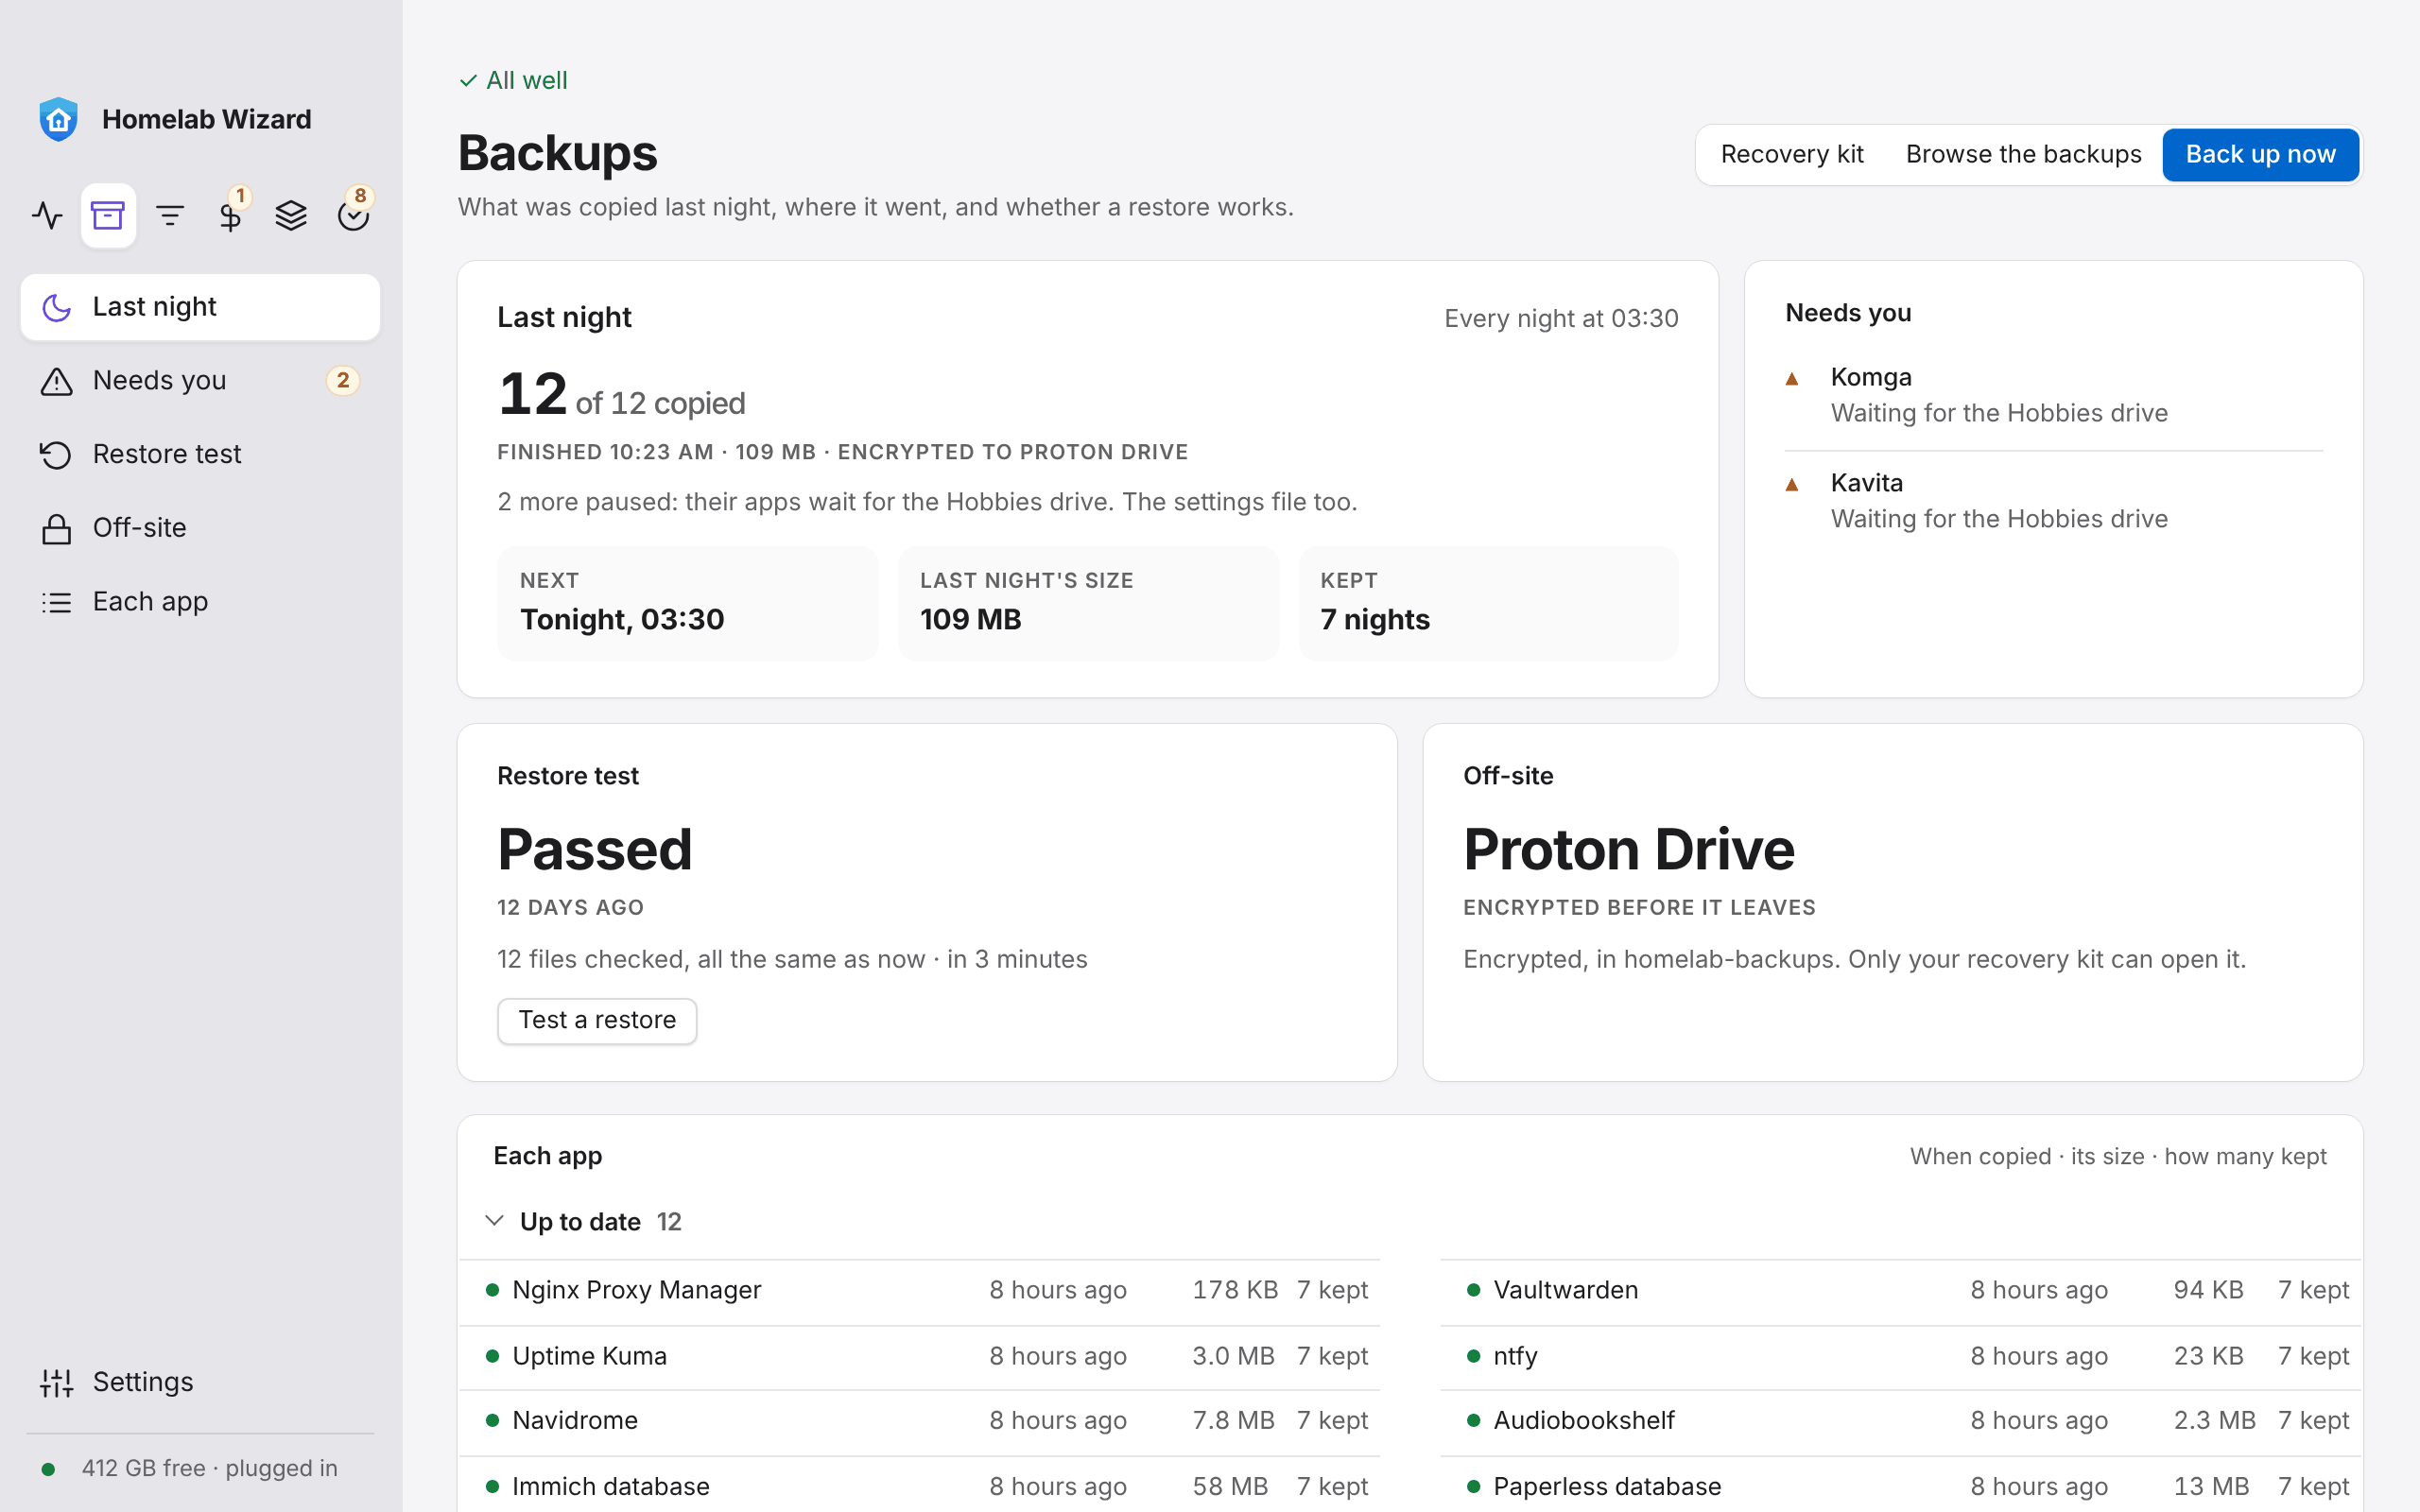 Homelab Wizard
1
8
Last night
Needs you 2
Restore test
Off-site
Each app
Settings
412 GB free · plugged in
All well
Backups
What was copied last night, where it went, and whether a restore works.
Recovery kit
Browse the backups
Back up now
Last night
Every night at 03:30
12 of 12 copied
FINISHED 10:23 AM · 109 MB · ENCRYPTED TO PROTON DRIVE
2 more paused: their apps wait for the Hobbies drive. The settings file too.
NEXT
Tonight, 03:30
LAST NIGHT'S SIZE
109 MB
KEPT
7 nights
Needs you
Komga
Waiting for the Hobbies drive
Kavita
Waiting for the Hobbies drive
Restore test
Passed
12 DAYS AGO
12 files checked, all the same as now · in 3 minutes
Test a restore
Off-site
Proton Drive
ENCRYPTED BEFORE IT LEAVES
Encrypted, in homelab-backups. Only your recovery kit can open it.
Each app
When copied · its size · how many kept
Up to date 12
Nginx Proxy Manager 8 hours ago 178 KB 7 kept
Vaultwarden 8 hours ago 94 KB 7 kept
Uptime Kuma 8 hours ago 3.0 MB 7 kept
ntfy 8 hours ago 23 KB 7 kept
Navidrome 8 hours ago 7.8 MB 7 kept
Audiobookshelf 8 hours ago 2.3 MB 7 kept
Immich database 8 hours ago 58 MB 7 kept
Paperless database 8 hours ago 13 MB 7 kept